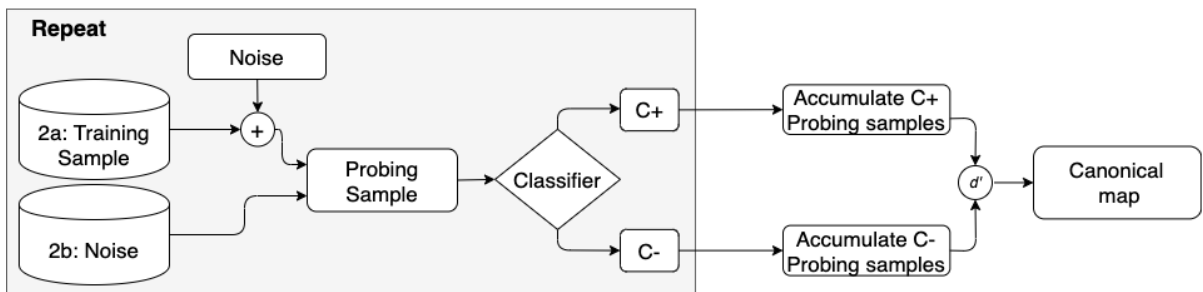 Repeat
Noise
2a: Training
Sample
+
2b: Noise
Probing
Sample
Classifier
C+
C-
Accumulate C+
Probing samples
Accumulate C-
Probing samples
d'
Canonical
map